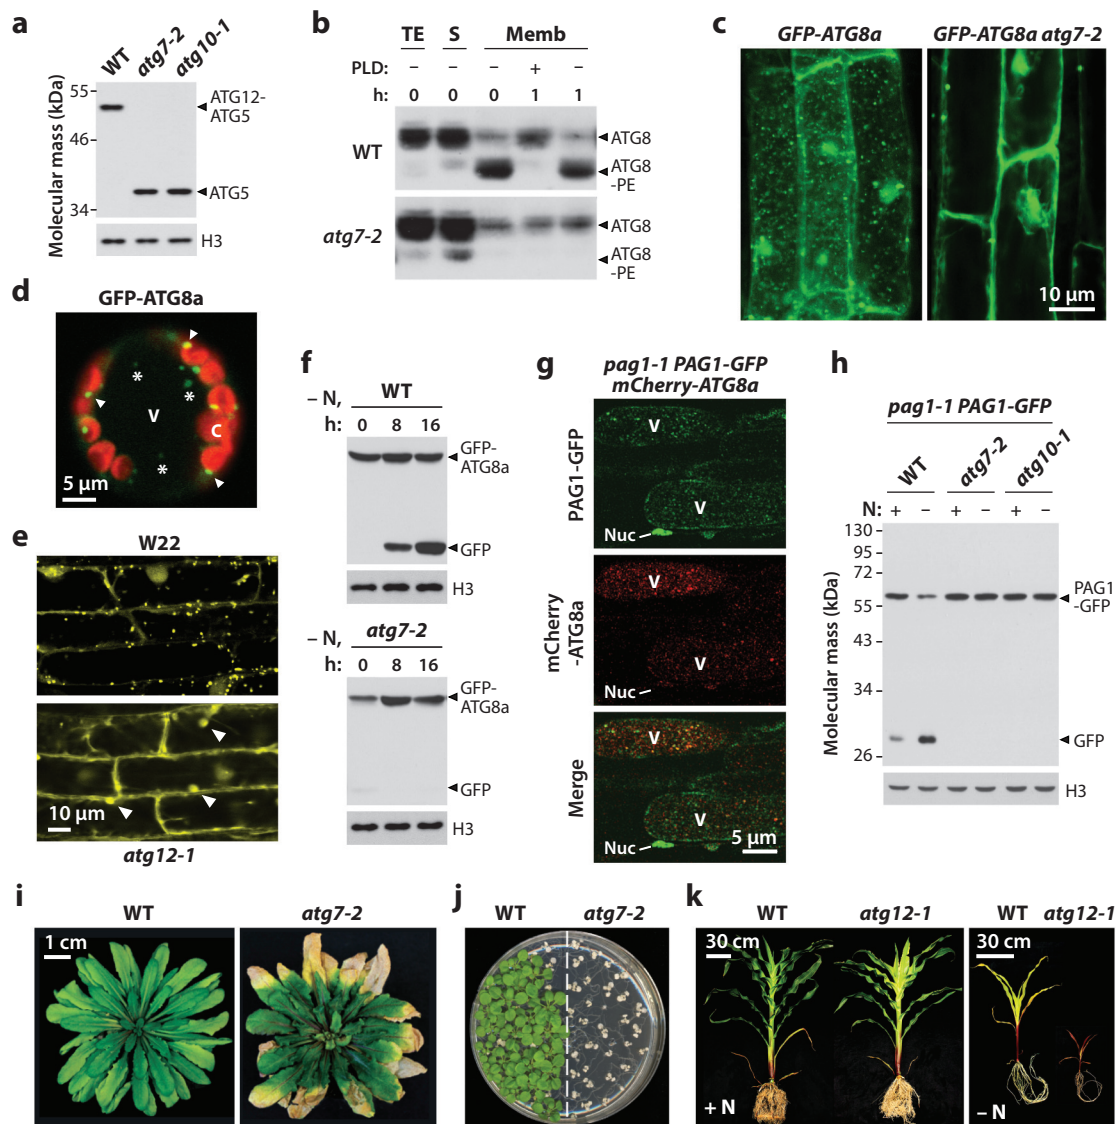 a
WT
atg7-2
atg10-1
Molecular mass (kDa)
55
46
34
ATG12-
ATG5
ATG5
H3
b
TE S Memb
PLD: – – – + –
h: 0 0 0 1 1
WT
ATG8
ATG8
-PE
atg7-2
ATG8
ATG8
-PE
c
GFP-ATG8a
GFP-ATG8a atg7-2
10 µm
d
GFP-ATG8a
*
*
V
C
*
5 µm
e
W22
10 µm
atg12-1
f
WT
– N,
h: 0 8 16
GFP-
ATG8a
GFP
H3
atg7-2
– N,
h: 0 8 16
GFP-
ATG8a
GFP
H3
g
pag1-1 PAG1-GFP
mCherry-ATG8a
PAG1-GFP
V
V
Nuc
mCherry
-ATG8a
V
V
Nuc
Merge
V
V
Nuc
5 µm
h
pag1-1 PAG1-GFP
WT
atg7-2
atg10-1
N: + – + – + –
Molecular mass (kDa)
130
95
72
55
43
34
26
PAG1
-GFP
GFP
H3
i
WT
atg7-2
1 cm
j
WT
atg7-2
k
WT atg12-1
30 cm
+ N
WT atg12-1
30 cm
– N